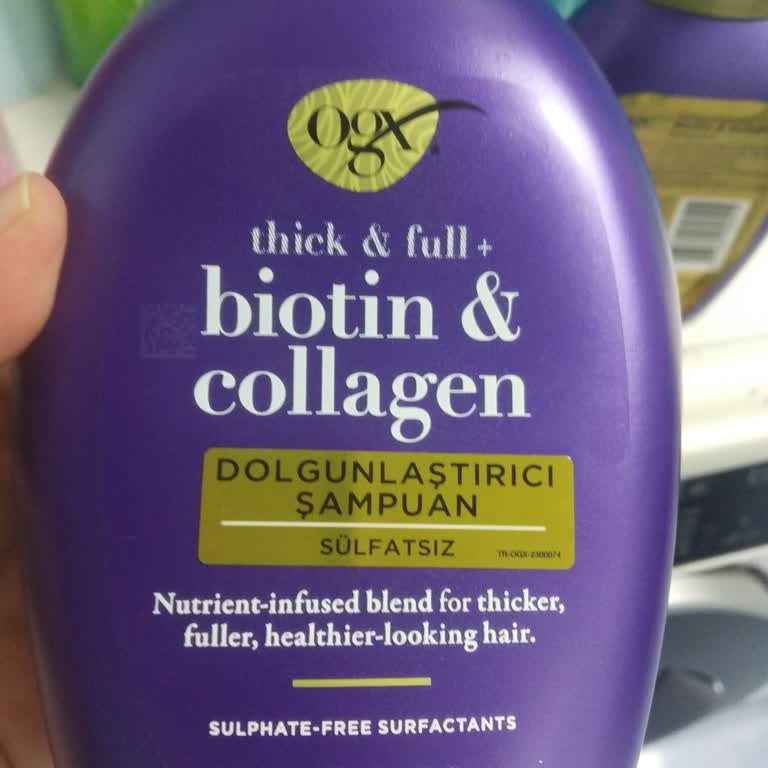 ogx
thick & full +
biotin &
collagen
DOLGUNLAŞTIRICI
ŞAMPUAN
SÜLFATSIZ
TR-OGX-2300074
Nutrient-infused blend for thicker,
fuller, healthier-looking hair.
SULPHATE-FREE SURFACTANTS